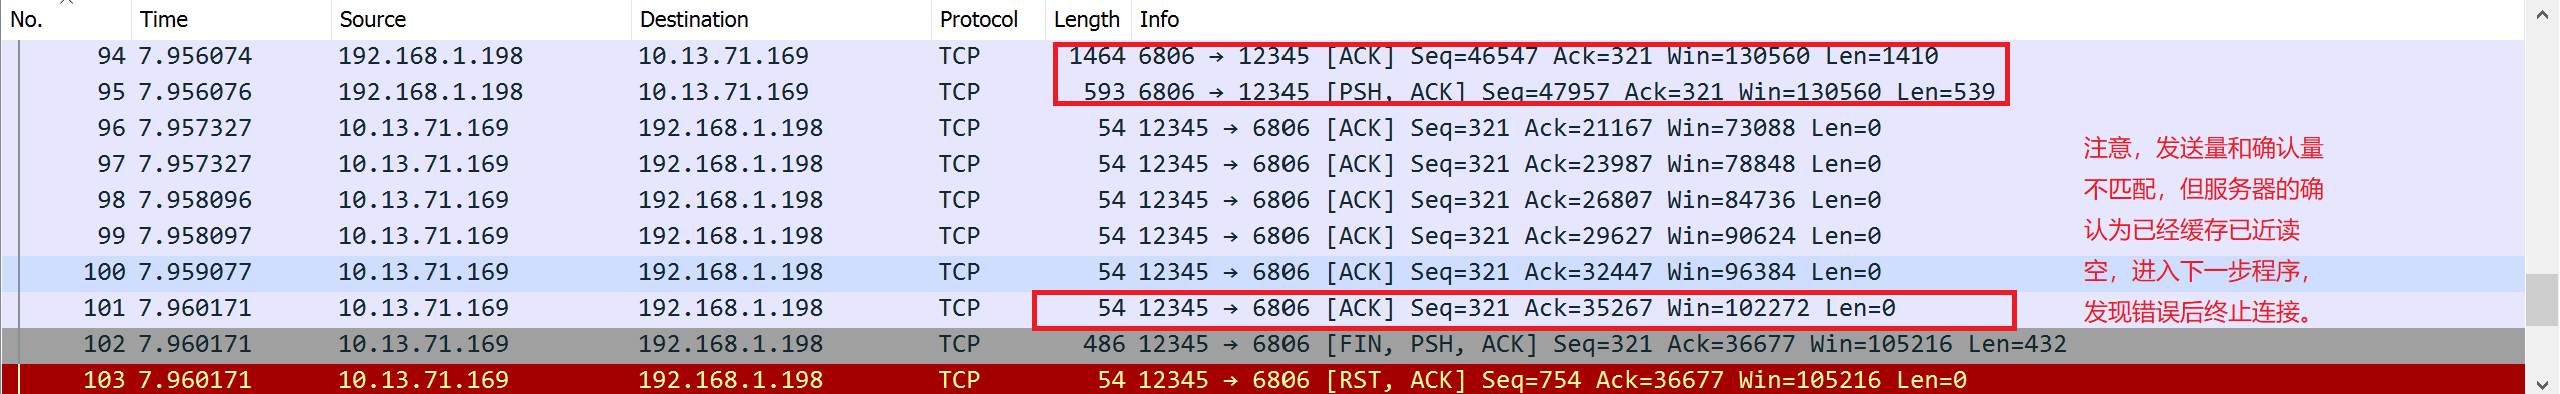 No. Time Source Destination Protocol Length Info
94 7.956074 192.168.1.198 10.13.71.169 TCP 1464 6806 → 12345 [ACK] Seq=46547 Ack=321 Win=130560 Len=1410
95 7.956076 192.168.1.198 10.13.71.169 TCP 593 6806 → 12345 [PSH, ACK] Seq=47957 Ack=321 Win=130560 Len=539
96 7.957327 10.13.71.169 192.168.1.198 TCP 54 12345 → 6806 [ACK] Seq=321 Ack=21167 Win=73088 Len=0
97 7.957327 10.13.71.169 192.168.1.198 TCP 54 12345 → 6806 [ACK] Seq=321 Ack=23987 Win=78848 Len=0
98 7.958096 10.13.71.169 192.168.1.198 TCP 54 12345 → 6806 [ACK] Seq=321 Ack=26807 Win=84736 Len=0
99 7.958097 10.13.71.169 192.168.1.198 TCP 54 12345 → 6806 [ACK] Seq=321 Ack=29627 Win=90624 Len=0
100 7.959077 10.13.71.169 192.168.1.198 TCP 54 12345 → 6806 [ACK] Seq=321 Ack=32447 Win=96384 Len=0
101 7.960171 10.13.71.169 192.168.1.198 TCP 54 12345 → 6806 [ACK] Seq=321 Ack=35267 Win=102272 Len=0
102 7.960171 10.13.71.169 192.168.1.198 TCP 486 12345 → 6806 [FIN, PSH, ACK] Seq=321 Ack=36677 Win=105216 Len=432
103 7.960171 10.13.71.169 192.168.1.198 TCP 54 12345 → 6806 [RST, ACK] Seq=754 Ack=36677 Win=105216 Len=0
注意，发送量和确认量
不匹配，但服务器的确
认为已经缓存已近读
空，进入下一步程序，
发现错误后终止连接。